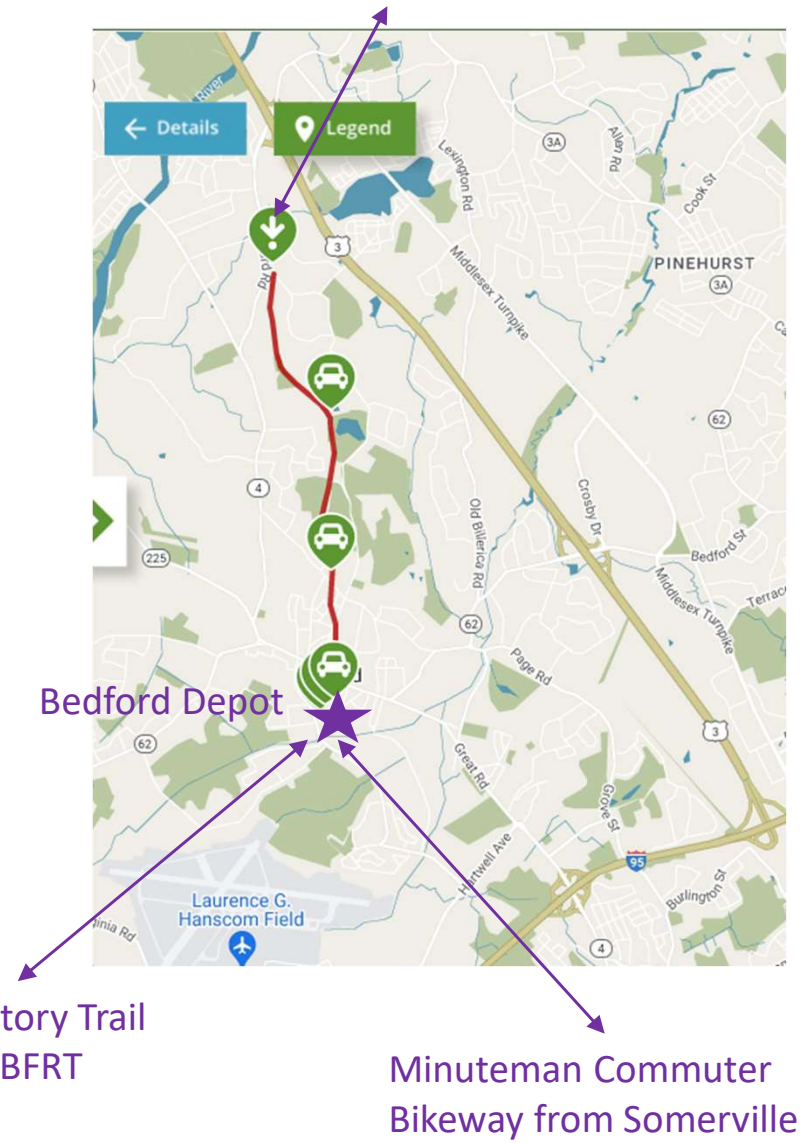 River
Details
Legend
3A
Allen Rd
Lexington Rd
Cook St
3
PINEHURST
3A
Middlesex Turnpike
62
4
Old Billerica Rd
Crosby Dr
Bedford St
225
Middlesex Turnpike
62
Page Rd
Bedford Depot
62
3
Great Rd
Grove St
95
Hartwell Ave
Burlington St
Laurence G.
Hanscom Field
4
tory Trail
BFRT
Minuteman Commuter
Bikeway from Somerville